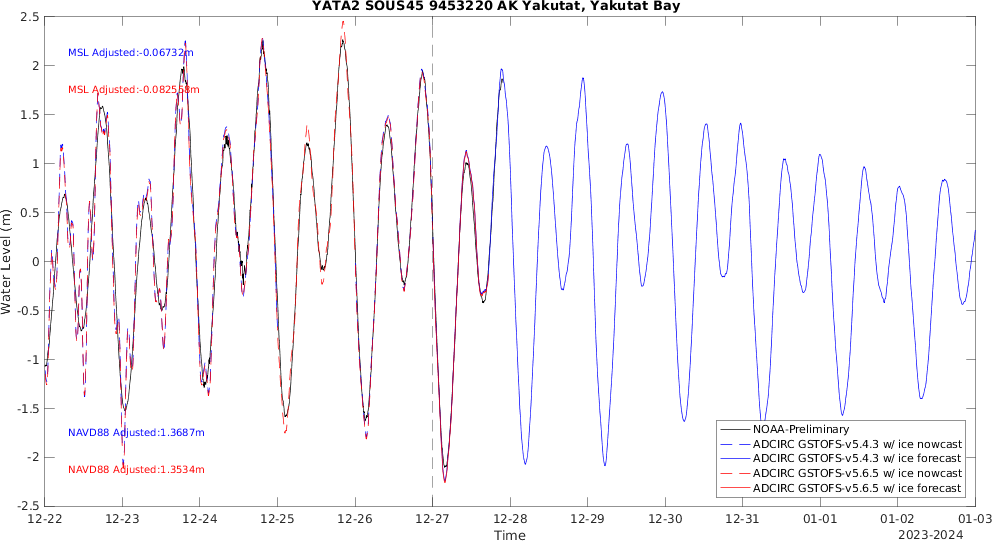 YATA2 SOUS45 9453220 AK Yakutat, Yakutat Bay
2.5
2
1.5
1
0.5
0
-0.5
-1
-1.5
-2
-2.5
Water Level (m)
MSL Adjusted:-0.06732m
MSL Adjusted:-0.082558m
NAVD88 Adjusted:1.3687m
NAVD88 Adjusted:1.3534m
NOAA-Preliminary
ADCIRC GSTOFS-v5.4.3 w/ ice nowcast
ADCIRC GSTOFS-v5.4.3 w/ ice forecast
ADCIRC GSTOFS-v5.6.5 w/ ice nowcast
ADCIRC GSTOFS-v5.6.5 w/ ice forecast
12-22 12-23 12-24 12-25 12-26 12-27 12-28 12-29 12-30 12-31 01-01 01-02 01-03
Time
2023-2024